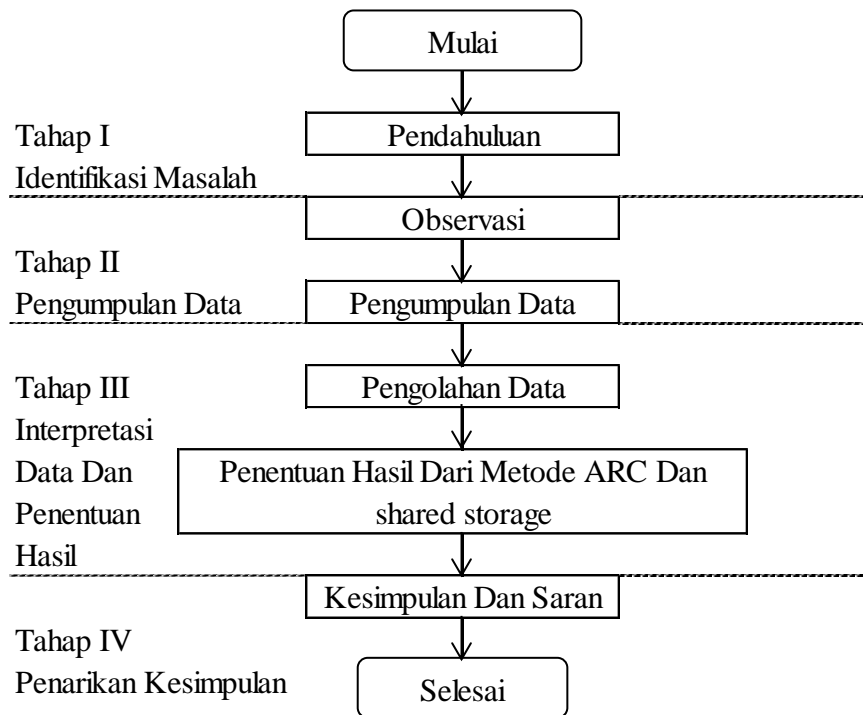 Mulai
Tahap I
Pendahuluan
Identifikasi Masalah
Observasi
Tahap II
Pengumpulan Data
Pengumpulan Data
Tahap III
Pengolahan Data
Interpretasi
Data Dan
Penentuan
Hasil
Penentuan Hasil Dari Metode ARC Dan
shared storage
Kesimpulan Dan Saran
Tahap IV
Penarikan Kesimpulan
Selesai